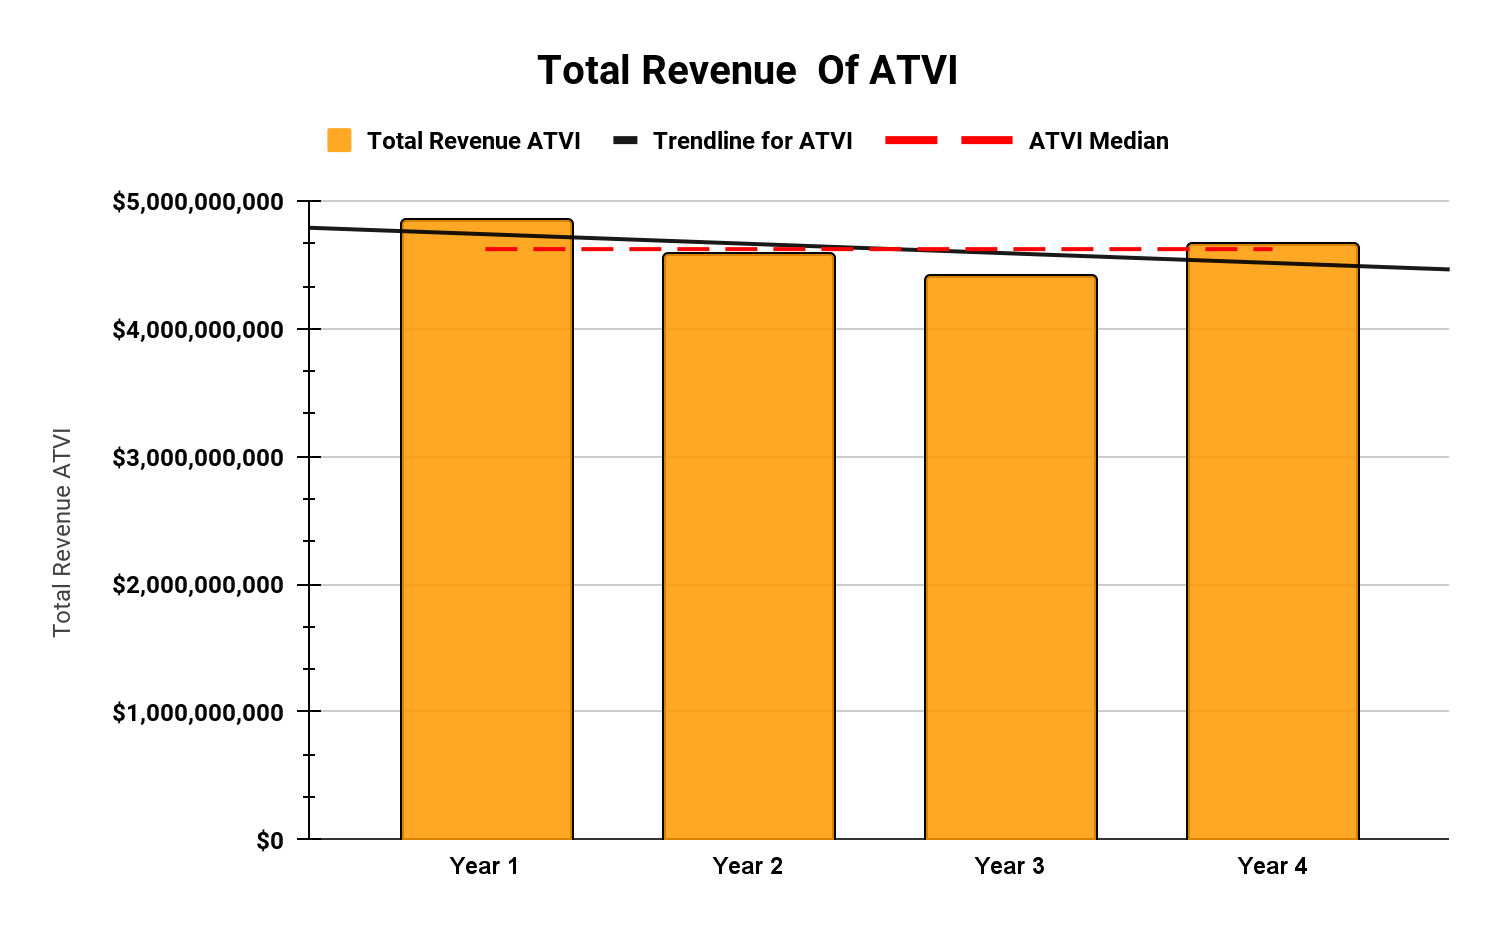 Total Revenue  Of ATVI
Total Revenue ATVI
Trendline for ATVI
ATVI Median
$5,000,000,000
$4,000,000,000
$3,000,000,000
$2,000,000,000
$1,000,000,000
$0
Total Revenue ATVI
Year 1
Year 2
Year 3
Year 4